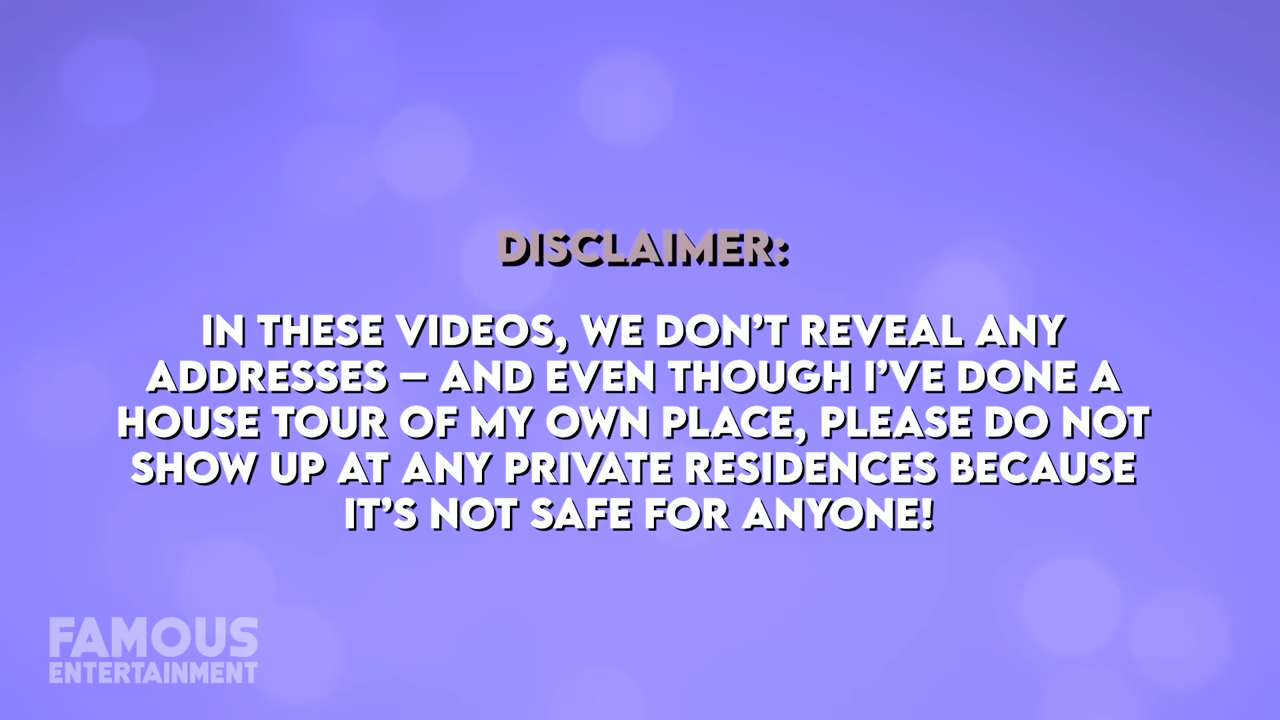 DISCLAIMER:
IN THESE VIDEOS, WE DON'T REVEAL ANY
ADDRESSES – AND EVEN THOUGH I'VE DONE A
HOUSE TOUR OF MY OWN PLACE, PLEASE DO NOT
SHOW UP AT ANY PRIVATE RESIDENCES BECAUSE
IT'S NOT SAFE FOR ANYONE!
FAMOUS
ENTERTAINMENT